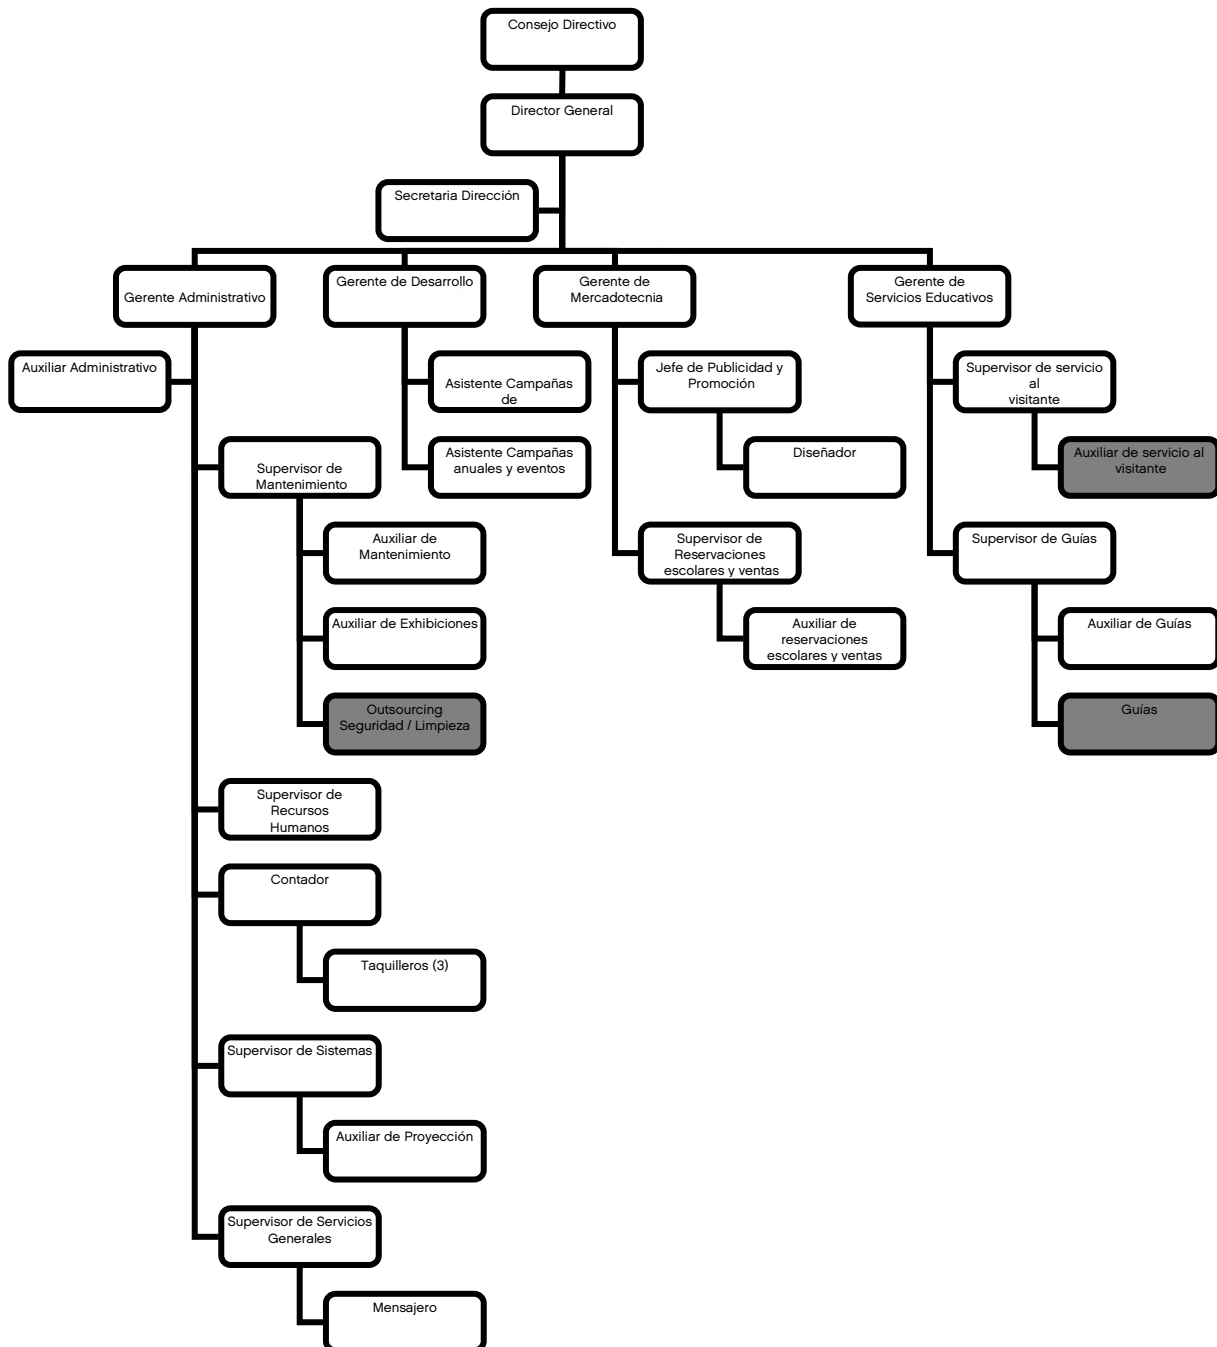 Consejo Directivo
Director General
Secretaria Dirección
Gerente Administrativo
Gerente de Desarrollo
Gerente de
Mercadotecnia
Gerente de
Servicios Educativos
Auxiliar Administrativo
Asistente Campañas
de
Jefe de Publicidad y
Promoción
Supervisor de servicio
al
visitante
Supervisor de
Mantenimiento
Asistente Campañas
anuales y eventos
Diseñador
Auxiliar de servicio al
visitante
Auxiliar de
Mantenimiento
Supervisor de
Reservaciones
escolares y ventas
Supervisor de Guías
Auxiliar de Exhibiciones
Auxiliar de
reservaciones
escolares y ventas
Auxiliar de Guías
Outsourcing
Seguridad / Limpieza
Guías
Supervisor de
Recursos
Humanos
Contador
Taquilleros (3)
Supervisor de Sistemas
Auxiliar de Proyección
Supervisor de Servicios
Generales
Mensajero